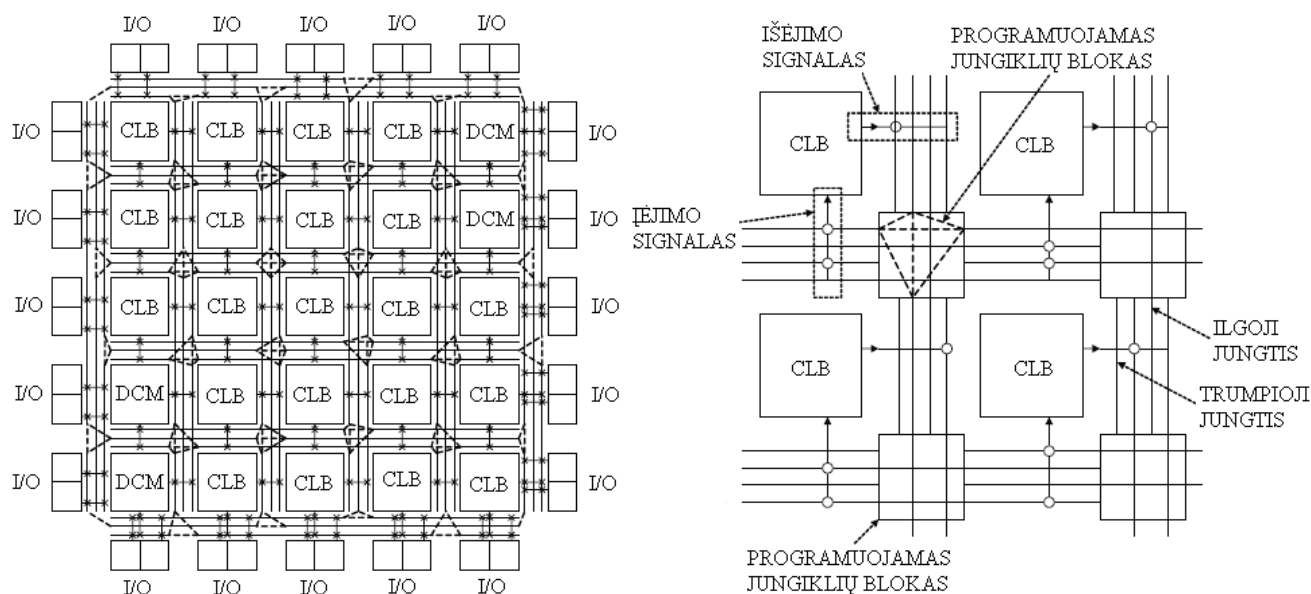 I/O I/O I/O I/O I/O
I/O CLB CLB CLB CLB DCM I/O
I/O CLB CLB CLB CLB DCM I/O
I/O CLB CLB CLB CLB CLB I/O
I/O DCM CLB CLB CLB CLB I/O
I/O DCM CLB CLB CLB CLB I/O
I/O I/O I/O I/O I/O
IŠĖJIMO
SIGNALAS
PROGRAMUOJAMAS
JUNGIKLIŲ BLOKAS
CLB CLB
ĮĖJIMO
SIGNALAS
ILGOJI
JUNGTIS
CLB CLB
TRUMPIOJI
JUNGTIS
PROGRAMUOJAMAS
JUNGIKLIŲ BLOKAS